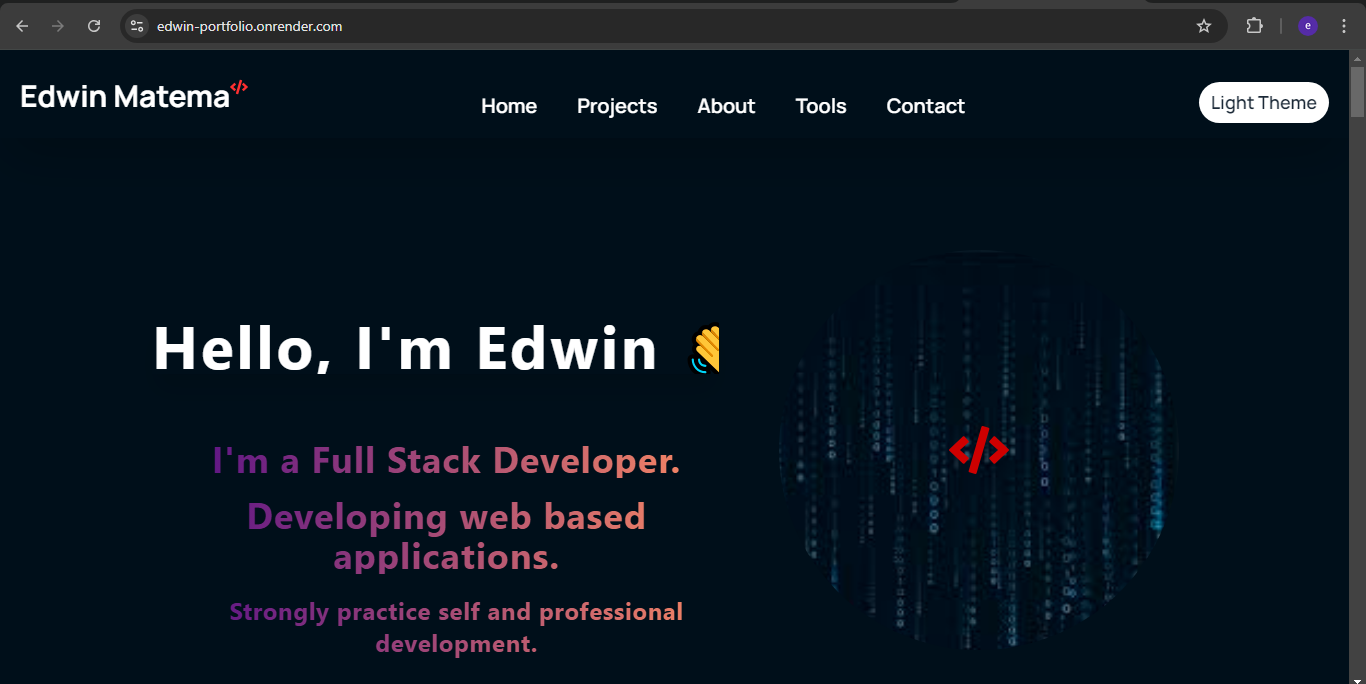 edwin-portfolio.onrender.com
e
Edwin Matema</>
Home Projects About Tools Contact
Light Theme
Hello, I'm Edwin 👋
I'm a Full Stack Developer.
Developing web based
applications.
Strongly practice self and professional
development.
</>